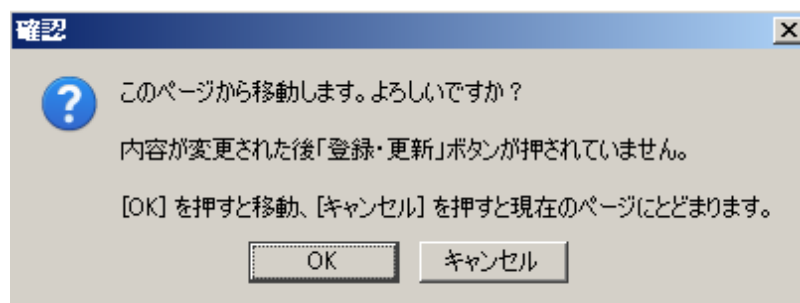 確認
このページから移動します。よろしいですか?
内容が変更された後「登録・更新」ボタンが押されていません。
[OK] を押すと移動、[キャンセル] を押すと現在のページにとどまります。
OK キャンセル